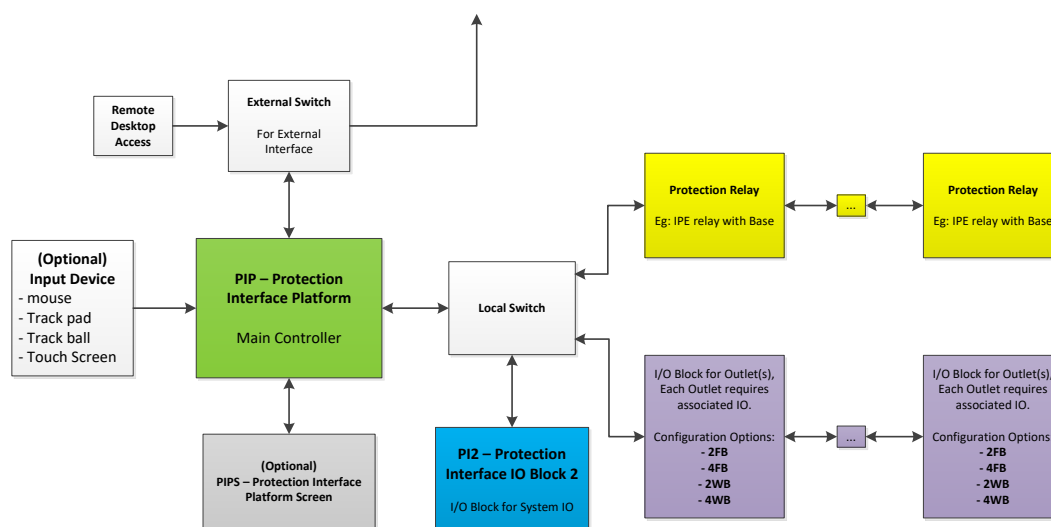 Remote
Desktop
Access
External Switch
For External
Interface
(Optional)
Input Device
- mouse
- Track pad
- Track ball
- Touch Screen
PIP – Protection
Interface Platform
Main Controller
(Optional)
PIPS – Protection Interface
Platform Screen
Local Switch
PI2 – Protection
Interface IO Block 2
I/O Block for System IO
Protection Relay
Eg: IPE relay with Base
...
Protection Relay
Eg: IPE relay with Base
I/O Block for Outlet(s),
Each Outlet requires
associated IO.
Configuration Options:
- 2FB
- 4FB
- 2WB
- 4WB
...
I/O Block for Outlet(s),
Each Outlet requires
associated IO.
Configuration Options:
- 2FB
- 4FB
- 2WB
- 4WB